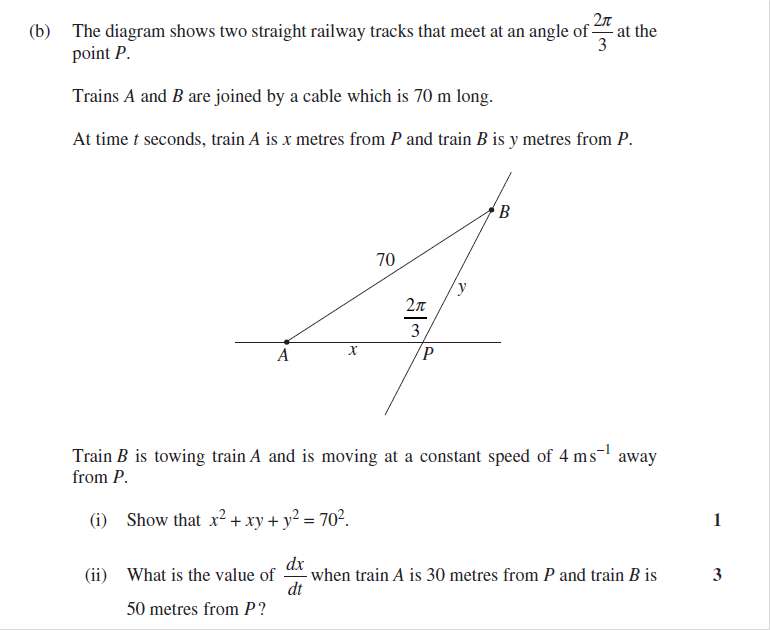 (b) The diagram shows two straight railway tracks that meet at an angle of 2π/3 at the
point P.
Trains A and B are joined by a cable which is 70 m long.
At time t seconds, train A is x metres from P and train B is y metres from P.
B
70
y
2π/3
A x P
Train B is towing train A and is moving at a constant speed of 4 ms⁻¹ away
from P.
(i) Show that x² + xy + y² = 70². 1
(ii) What is the value of dx/dt when train A is 30 metres from P and train B is 3
50 metres from P?